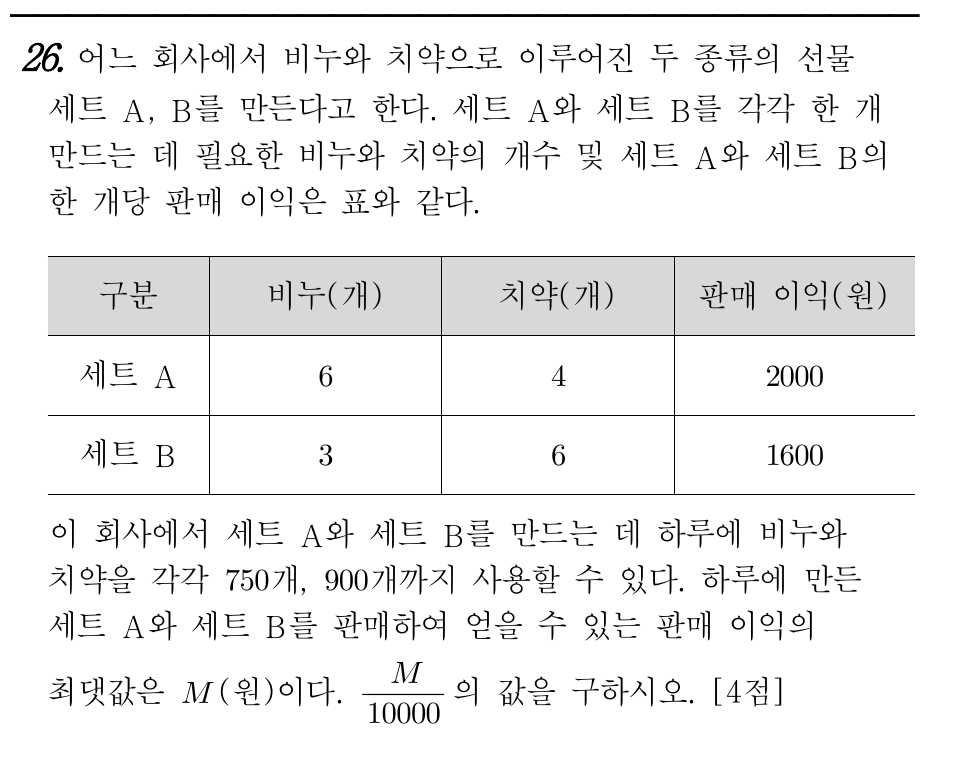 26. 어느 회사에서 비누와 치약으로 이루어진 두 종류의 선물
세트 A, B를 만든다고 한다. 세트 A와 세트 B를 각각 한 개
만드는 데 필요한 비누와 치약의 개수 및 세트 A와 세트 B의
한 개당 판매 이익은 표와 같다.
구분 비누(개) 치약(개) 판매 이익(원)
세트 A 6 4 2000
세트 B 3 6 1600
이 회사에서 세트 A와 세트 B를 만드는 데 하루에 비누와
치약을 각각 750개, 900개까지 사용할 수 있다. 하루에 만든
세트 A와 세트 B를 판매하여 얻을 수 있는 판매 이익의
최댓값은 M(원)이다. M/10000 의 값을 구하시오. [4점]